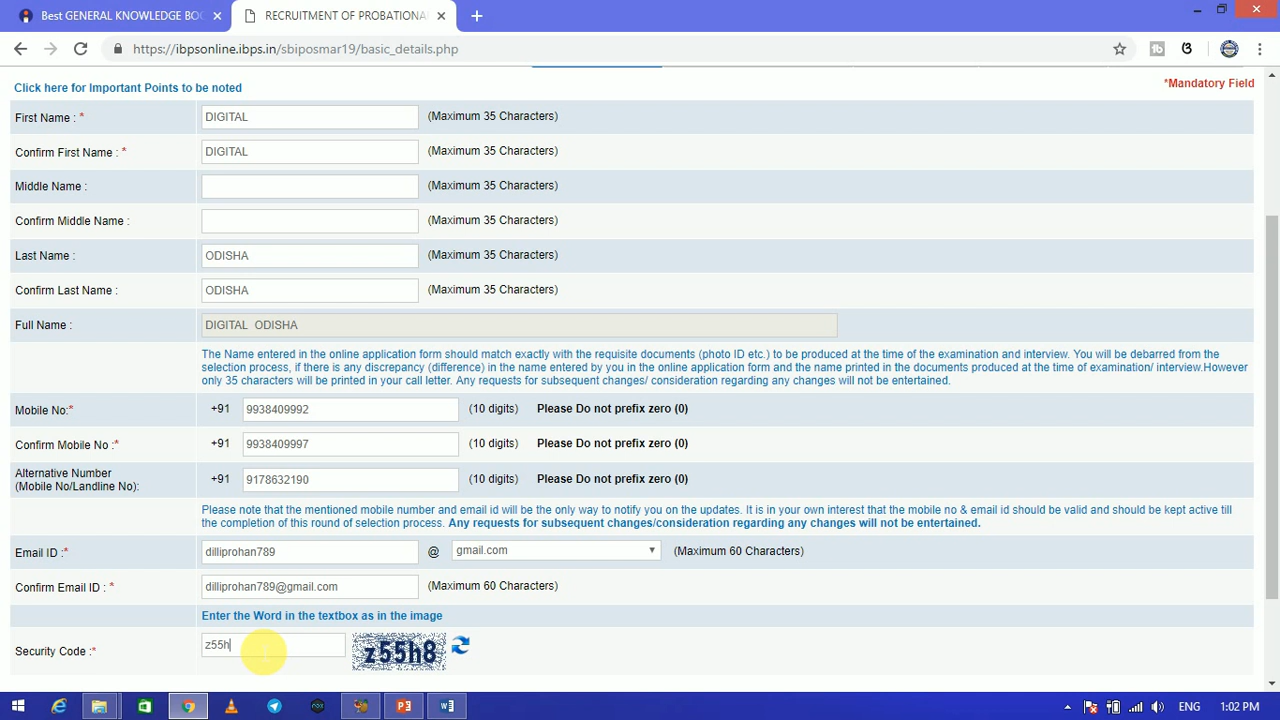 Best GENERAL KNOWLEDGE BOO
RECRUITMENT OF PROBATIONA
https://ibpsonline.ibps.in/sbiposmar19/basic_details.php
Click here for Important Points to be noted
*Mandatory Field
First Name : * DIGITAL (Maximum 35 Characters)
Confirm First Name : * DIGITAL (Maximum 35 Characters)
Middle Name : (Maximum 35 Characters)
Confirm Middle Name : (Maximum 35 Characters)
Last Name : ODISHA (Maximum 35 Characters)
Confirm Last Name : ODISHA (Maximum 35 Characters)
Full Name : DIGITAL ODISHA
The Name entered in the online application form should match exactly with the requisite documents (photo ID etc.) to be produced at the time of the examination and interview. You will be debarred from the
selection process, if there is any discrepancy (difference) in the name entered by you in the online application form and the name printed in the documents produced at the time of examination/ interview.However
only 35 characters will be printed in your call letter. Any requests for subsequent changes/ consideration regarding any changes will not be entertained.
Mobile No:* +91 9938409992 (10 digits) Please Do not prefix zero (0)
Confirm Mobile No :* +91 9938409997 (10 digits) Please Do not prefix zero (0)
Alternative Number
(Mobile No/Landline No): +91 9178632190 (10 digits) Please Do not prefix zero (0)
Please note that the mentioned mobile number and email id will be the only way to notify you on the updates. It is in your own interest that the mobile no & email id should be valid and should be kept active till
the completion of this round of selection process. Any requests for subsequent changes/consideration regarding any changes will not be entertained.
Email ID :* dilliprohan789 @ gmail.com (Maximum 60 Characters)
Confirm Email ID : * dilliprohan789@gmail.com (Maximum 60 Characters)
Enter the Word in the textbox as in the image
Security Code :* z55h z55h8
ENG 1:02 PM